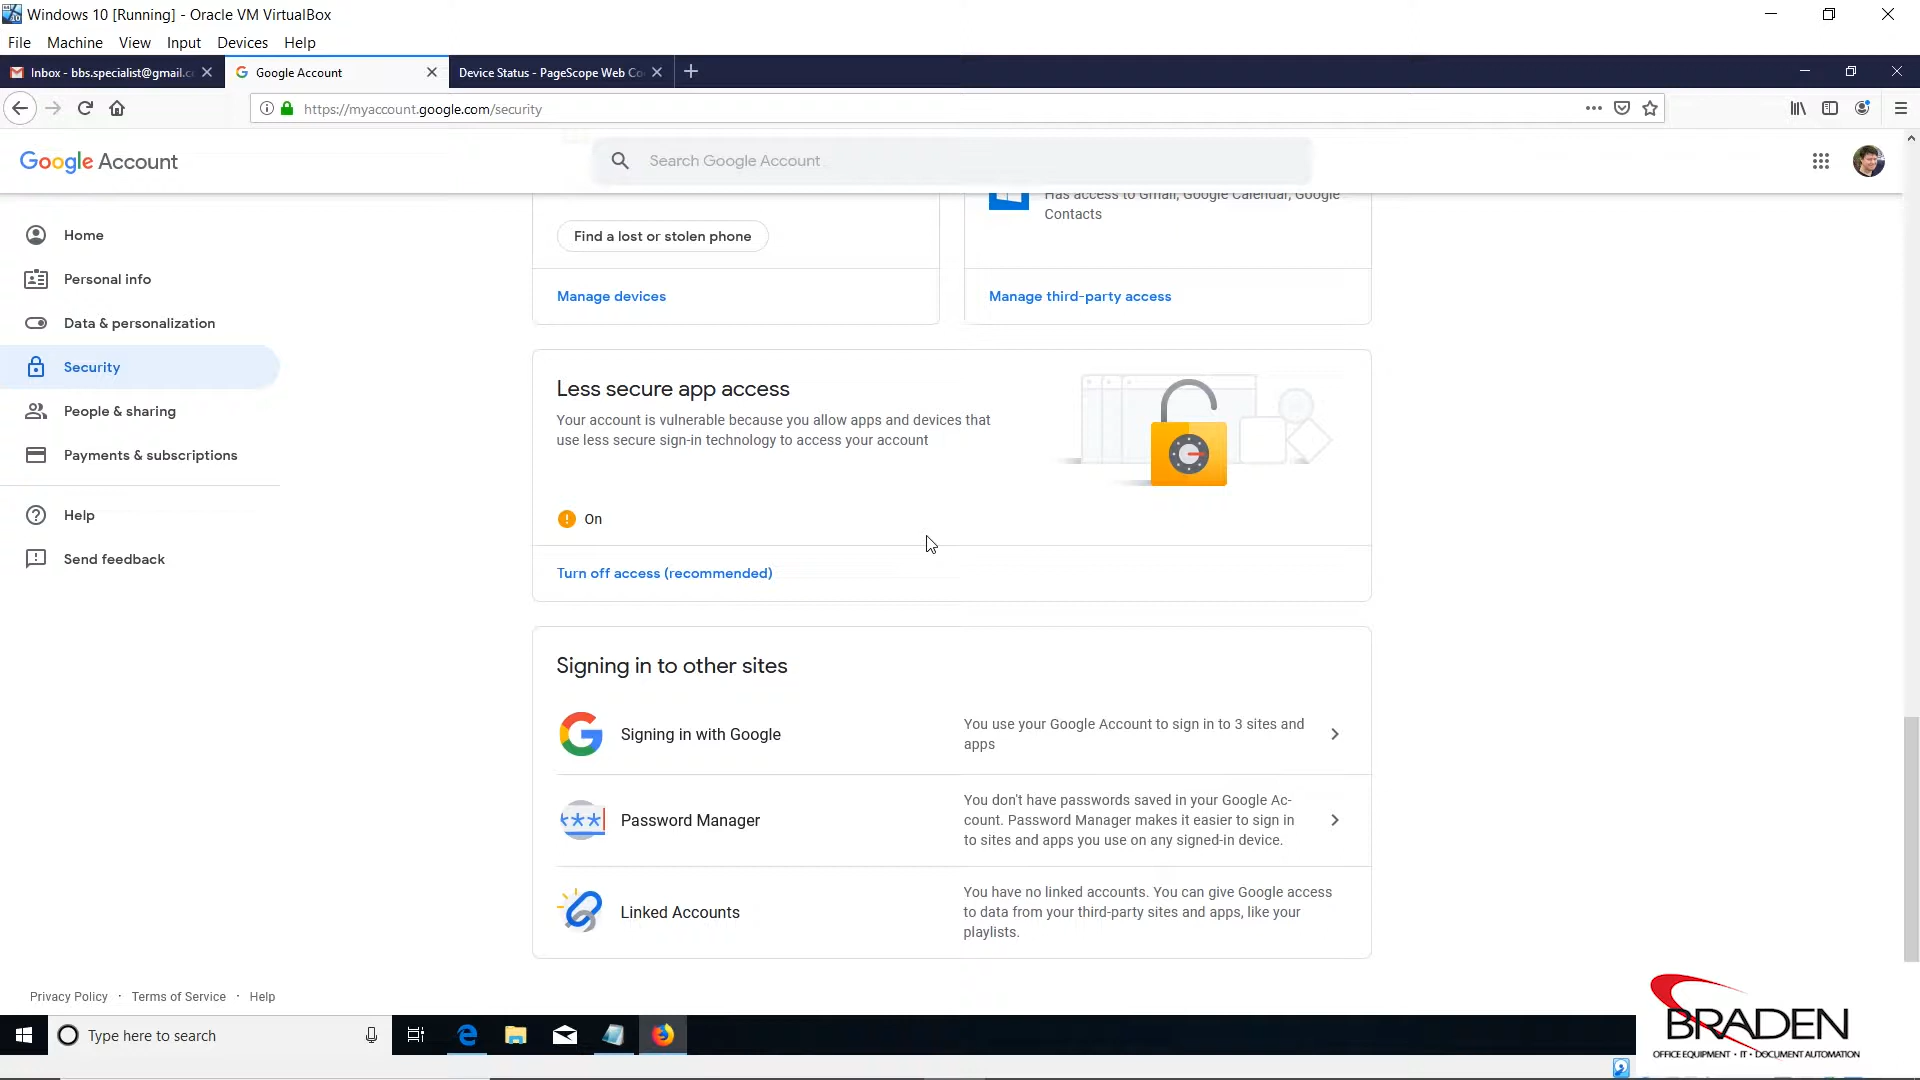 Windows 10 [Running] - Oracle VM VirtualBox
File Machine View Input Devices Help
Inbox - bbs.specialist@gmail.c
Google Account
Device Status - PageScope Web Co
https://myaccount.google.com/security
Google Account
Search Google Account
Home
Personal info
Data & personalization
Security
People & sharing
Payments & subscriptions
Help
Send feedback
Find a lost or stolen phone
Manage devices
Has access to Gmail, Google Calendar, Google
Contacts
Manage third-party access
Less secure app access
Your account is vulnerable because you allow apps and devices that
use less secure sign-in technology to access your account
On
Turn off access (recommended)
Signing in to other sites
Signing in with Google
You use your Google Account to sign in to 3 sites and
apps
Password Manager
You don't have passwords saved in your Google Ac-
count. Password Manager makes it easier to sign in
to sites and apps you use on any signed-in device.
Linked Accounts
You have no linked accounts. You can give Google access
to data from your third-party sites and apps, like your
playlists.
Privacy Policy · Terms of Service · Help
Type here to search
BRADEN
OFFICE EQUIPMENT • IT • DOCUMENT AUTOMATION